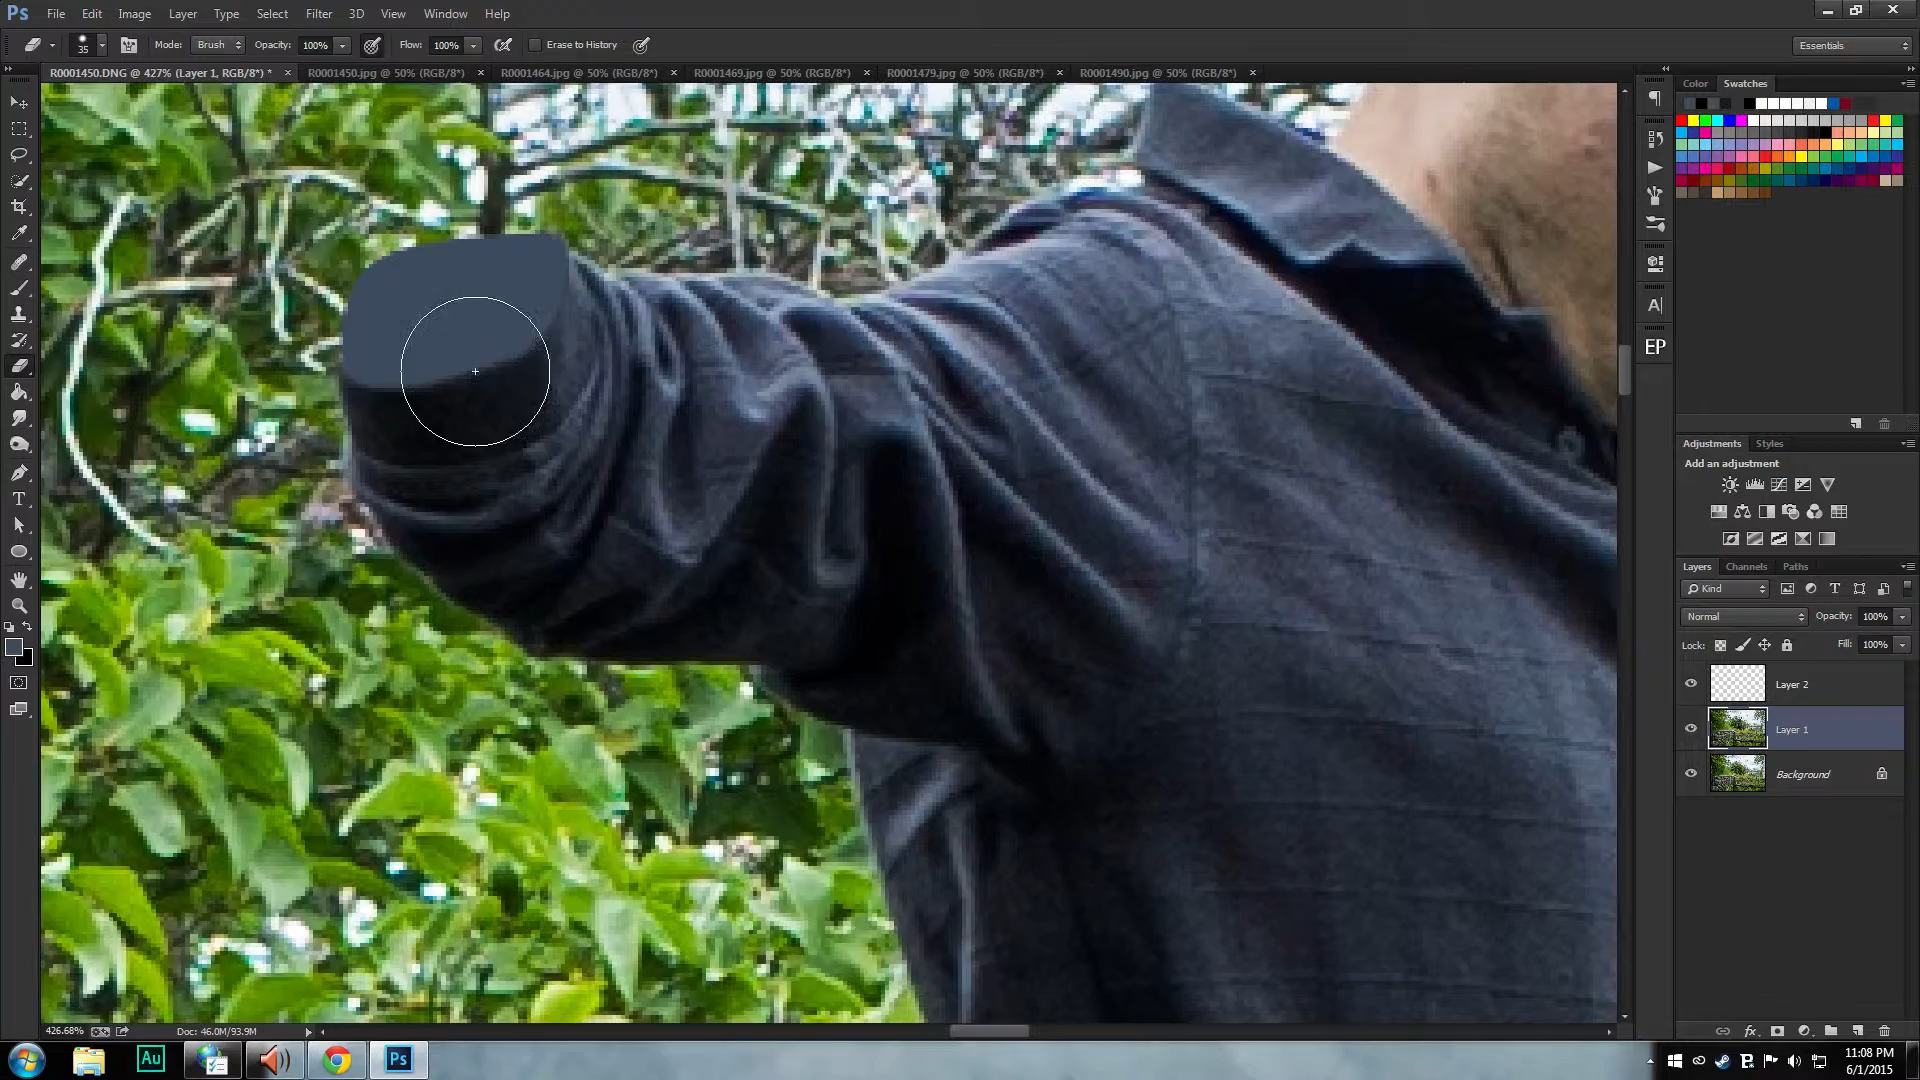 Ps File Edit Image Layer Type Select Filter 3D View Window Help
35 Mode: Brush Opacity: 100% Flow: 100% Erase to History Essentials
R0001450.DNG @ 427% (Layer 1, RGB/8*) * × R0001450.jpg @ 50% (RGB/8*) × R0001464.jpg @ 50% (RGB/8*) × R0001469.jpg @ 50% (RGB/8*) × R0001479.jpg @ 50% (RGB/8*) × R0001490.jpg @ 50% (RGB/8*) ×
Color Swatches
A|
EP
T
Adjustments Styles
Add an adjustment
Layers Channels Paths
Kind T
Normal Opacity: 100%
Lock: Fill: 100%
Layer 2
Layer 1
Background
fx
426.68% Doc: 46.0M/93.9M
Au Ps
11:08 PM
6/1/2015